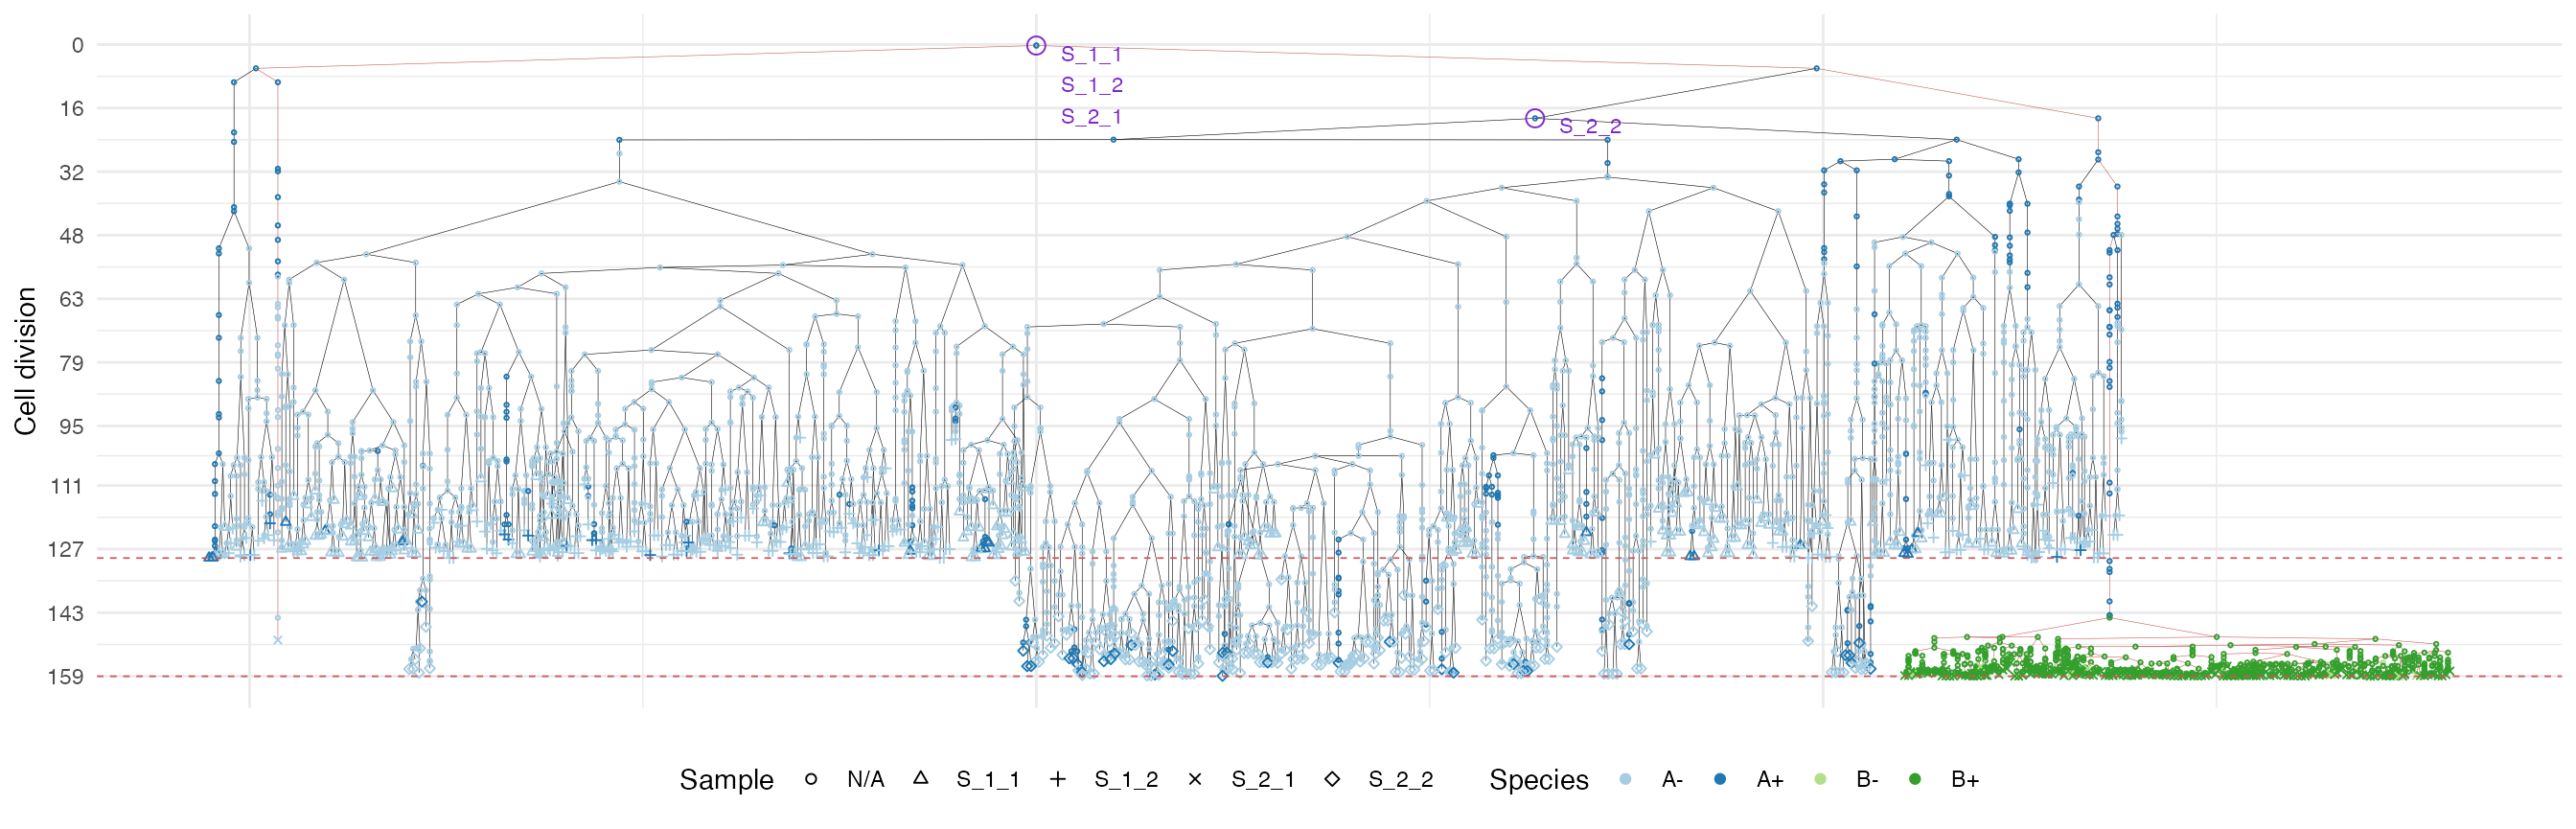 0
S_1_1
S_1_2
16
S_2_1
S_2_2
32
48
63
79
95
111
127
143
159
Cell division
Sample N/A S_1_1 S_1_2 S_2_1 S_2_2 Species A- A+ B- B+